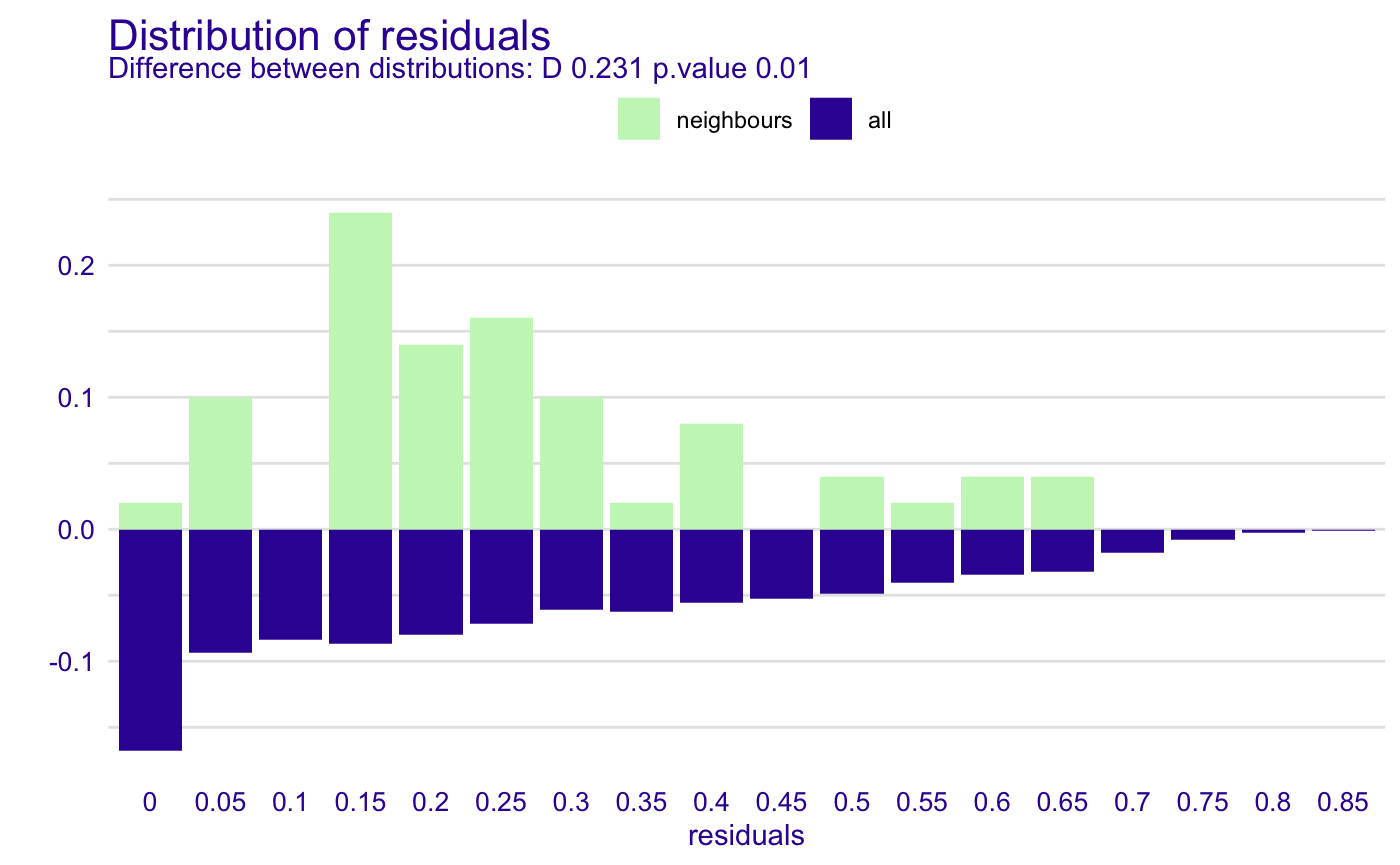 Distribution of residuals
Difference between distributions: D 0.231 p.value 0.01
neighbours all
0.2
0.1
0.0
-0.1
0 0.05 0.1 0.15 0.2 0.25 0.3 0.35 0.4 0.45 0.5 0.55 0.6 0.65 0.7 0.75 0.8 0.85
residuals